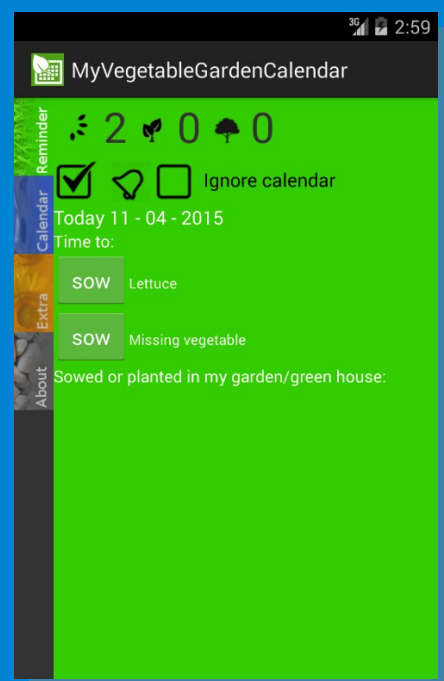 3G 2:59
MyVegetableGardenCalendar
Reminder
Calendar
Extra
About
2 0 0
Ignore calendar
Today 11 - 04 - 2015
Time to:
SOW Lettuce
SOW Missing vegetable
Sowed or planted in my garden/green house: